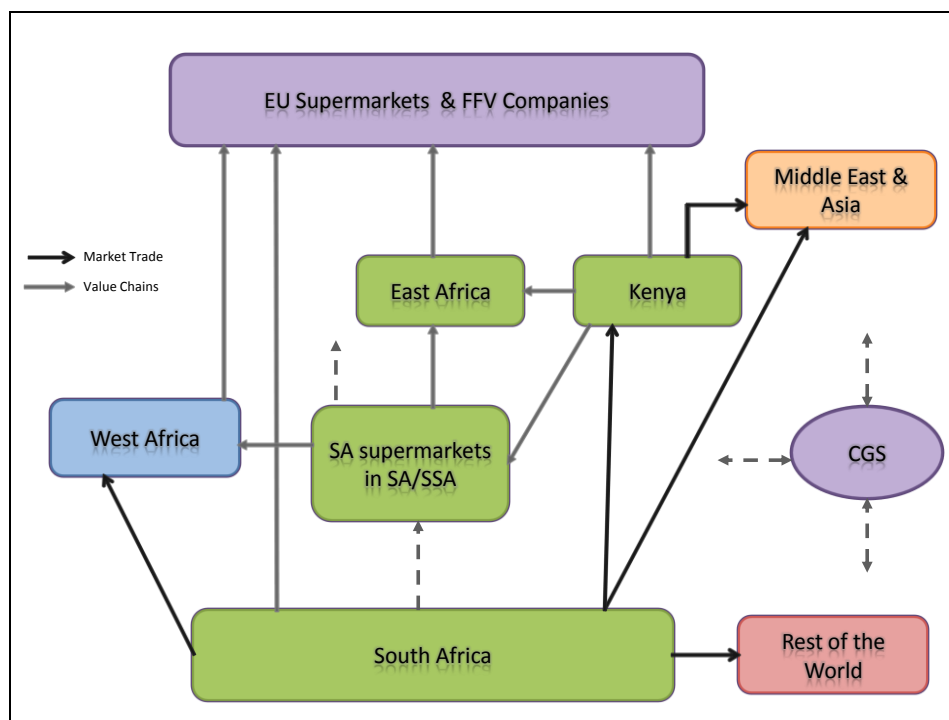 EU Supermarkets & FFV Companies
Middle East &
Asia
Market Trade
Value Chains
East Africa
Kenya
West Africa
SA supermarkets
in SA/SSA
CGS
South Africa
Rest of the
World